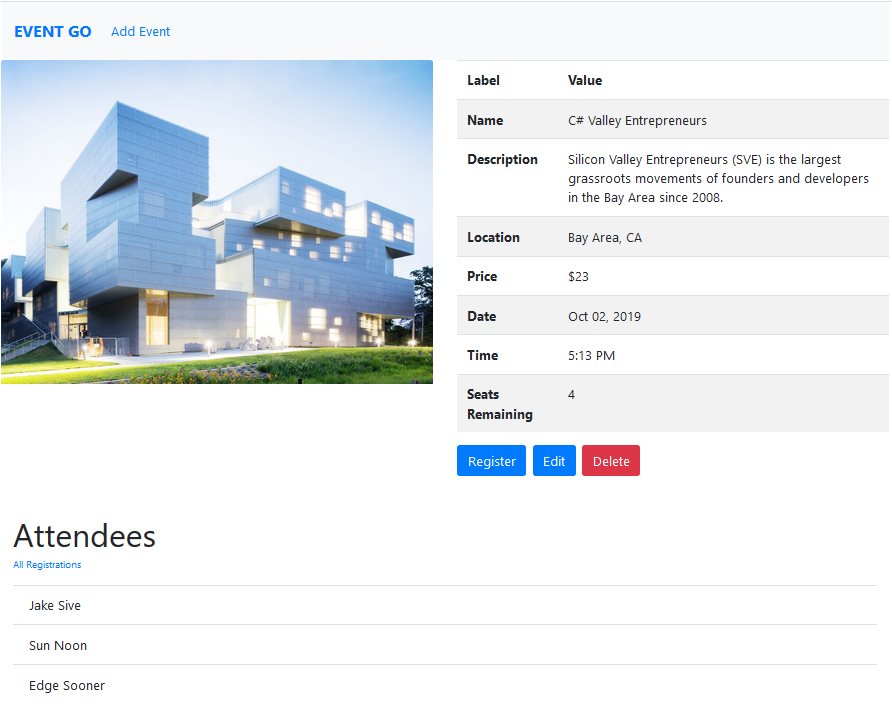 EVENT GO Add Event
Label Value
Name C# Valley Entrepreneurs
Description Silicon Valley Entrepreneurs (SVE) is the largest
grassroots movements of founders and developers
in the Bay Area since 2008.
Location Bay Area, CA
Price $23
Date Oct 02, 2019
Time 5:13 PM
Seats 4
Remaining
Register Edit Delete
Attendees
All Registrations
Jake Sive
Sun Noon
Edge Sooner